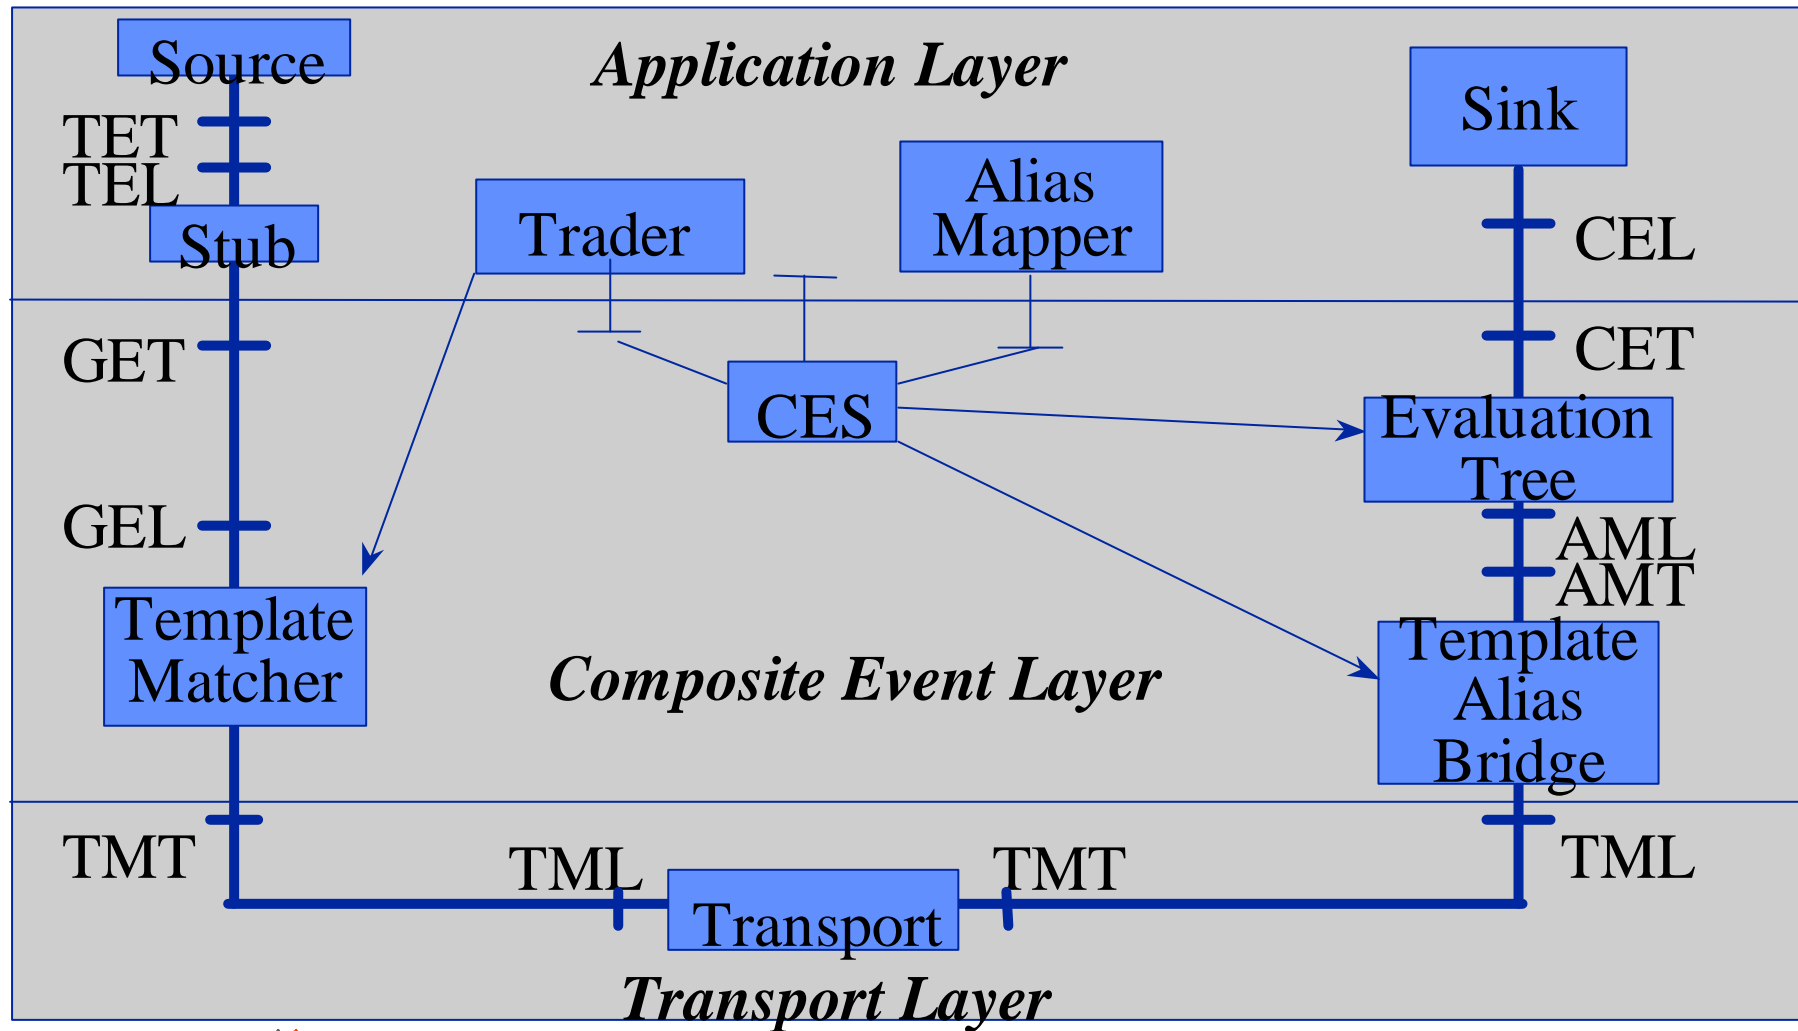 Source
Application Layer
Sink
TET
TEL
Alias
Mapper
Trader
Stub
CEL
GET
CET
CES
Evaluation
Tree
GEL
AML
AMT
Template
Matcher
Composite Event Layer
Template
Alias
Bridge
TMT
TML
TMT
TML
Transport
Transport Layer